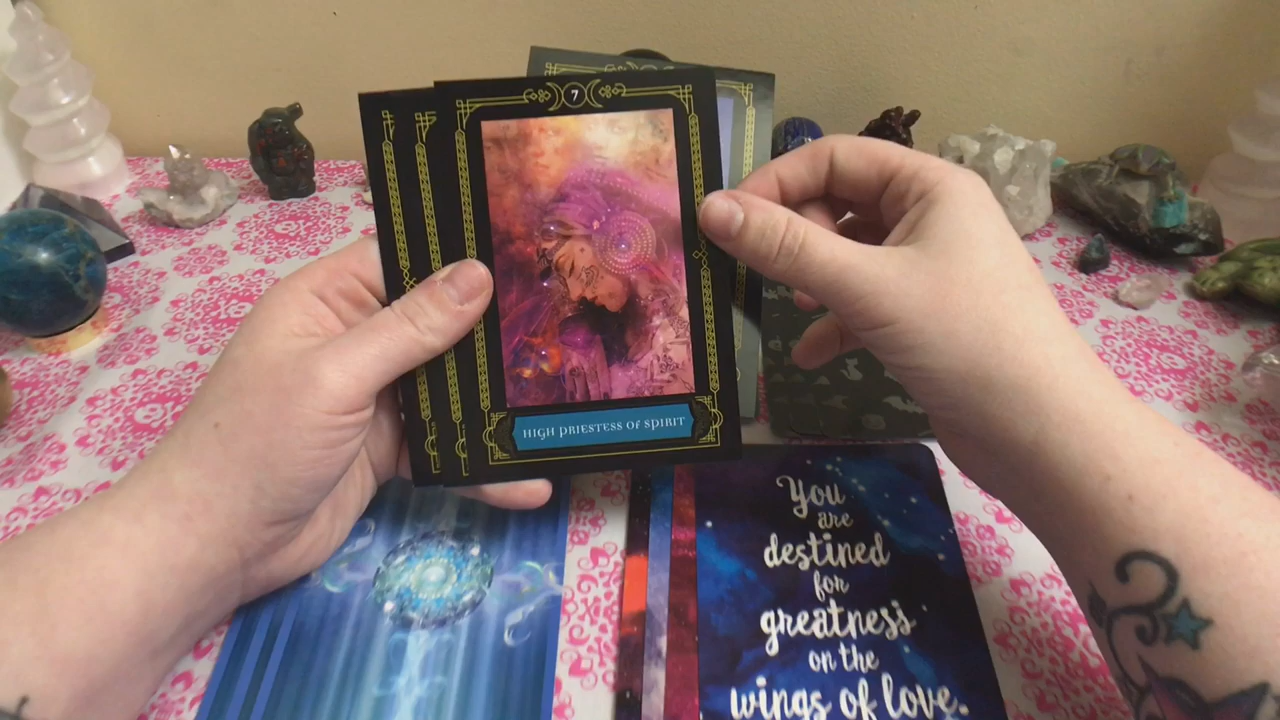 7
HIGH PRIESTESS OF SPIRIT
You
are
destined
for
greatness
on the
wings of love.